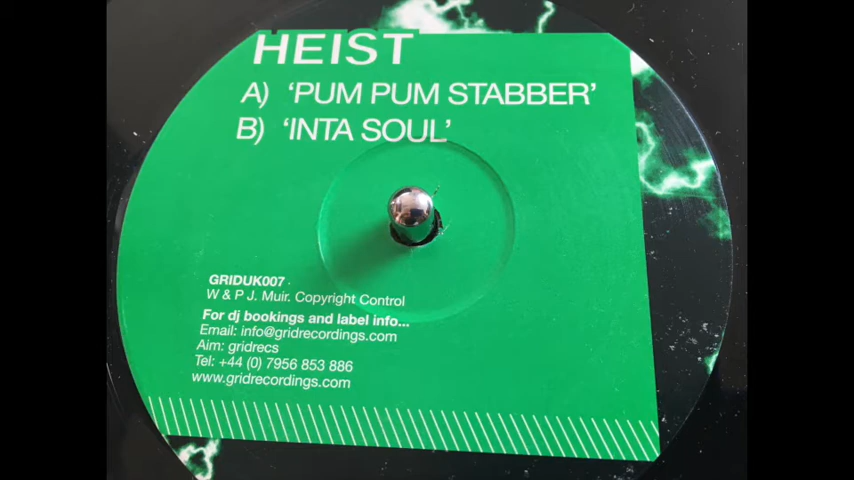 HEIST
A) ‘PUM PUM STABBER’
B) ‘INTA SOUL’
GRIDUK007
W & P J. Muir. Copyright Control
For dj bookings and label info...
Email: info@gridrecordings.com
Aim: gridrecs
Tel: +44 (0) 7956 853 886
www.gridrecordings.com